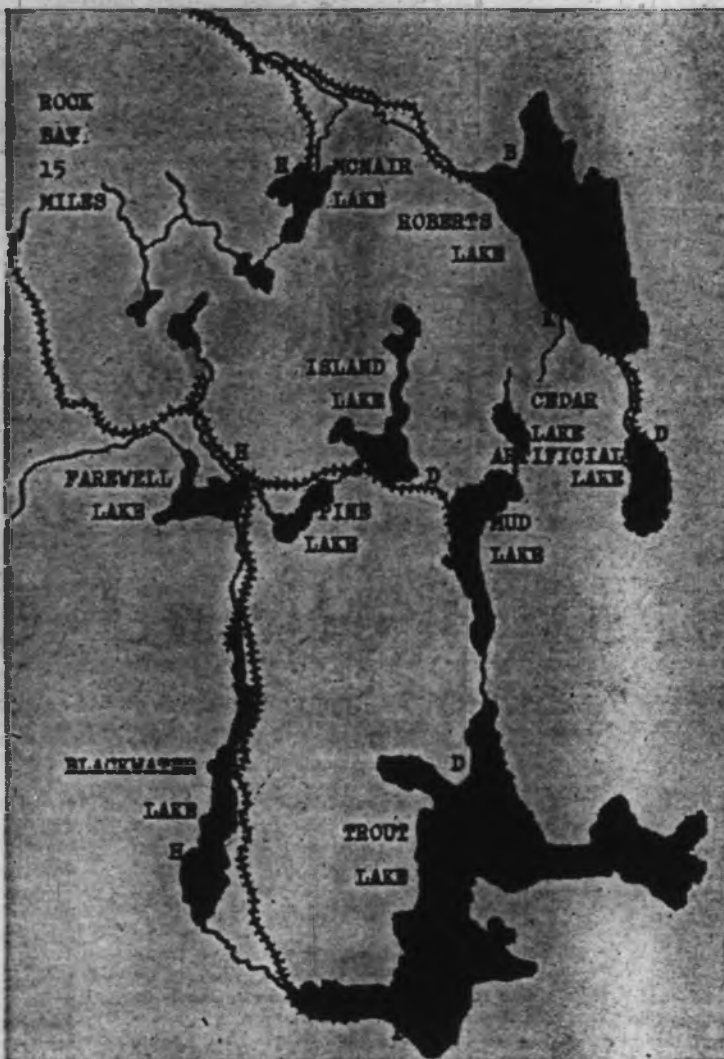 ROCK
BAY
15
MILES
H
MCNAIR
LAKE
B
ROBERTS
LAKE
ISLAND
LAKE
CEDAR
LAKE
ARTIFICIAL
LAKE
D
H
FAREWELL
LAKE
PINE
LAKE
D
MUD
LAKE
BLACKWATER
LAKE
H
D
TROUT
LAKE